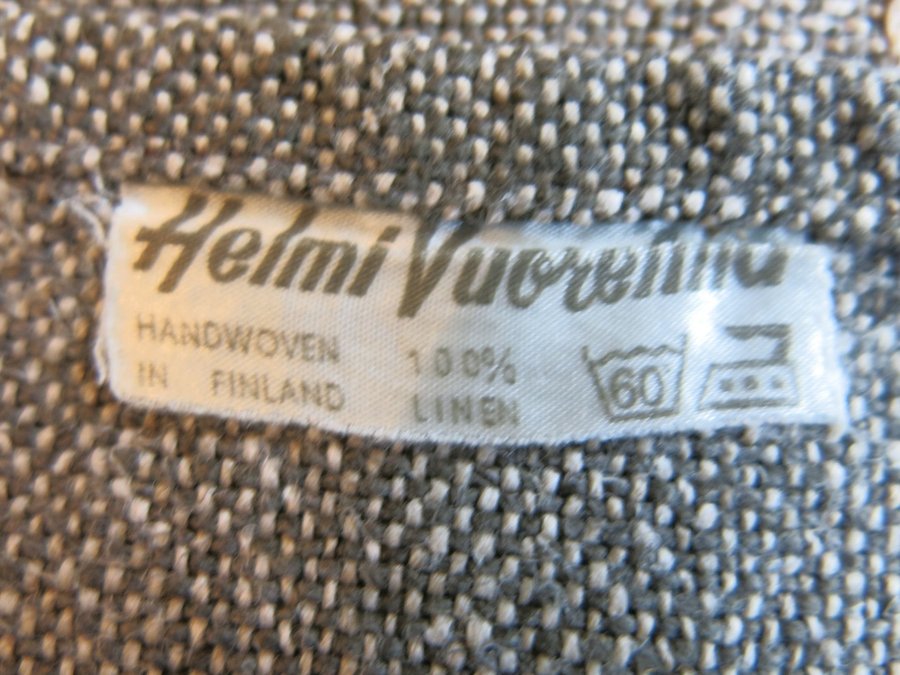 Helmi Vuorelma
HANDWOVEN 100%
IN FINLAND LINEN
60